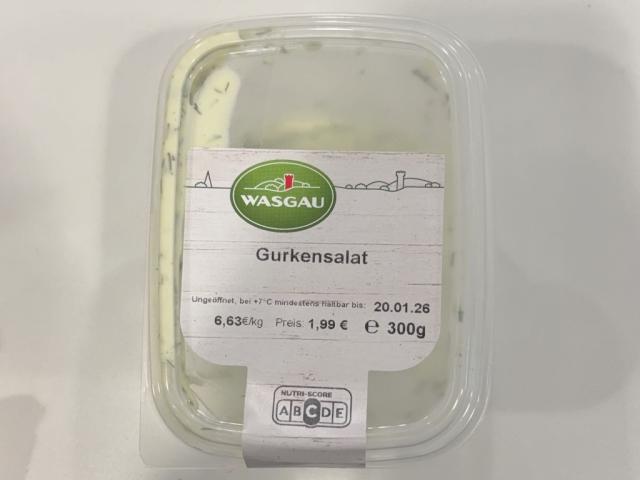 WASGAU
Gurkensalat
Ungeöffnet, bei +7°C mindestens haltbar bis: 20.01.26
6,63€/kg Preis: 1,99 € ℮ 300g
NUTRI-SCORE
ABCDE